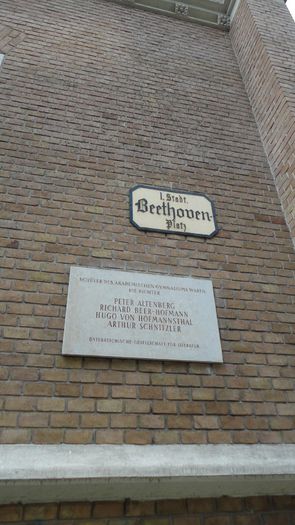 I. Stadt.
Beethoven-
Platz
SCHÜLER DES AKADEMISCHEN GYMNASIUMS WAREN
DIE DICHTER
PETER ALTENBERG
RICHARD BEER-HOFMANN
HUGO VON HOFMANNSTHAL
ARTHUR SCHNITZLER
ÖSTERREICHISCHE GESELLSCHAFT FÜR LITERATUR